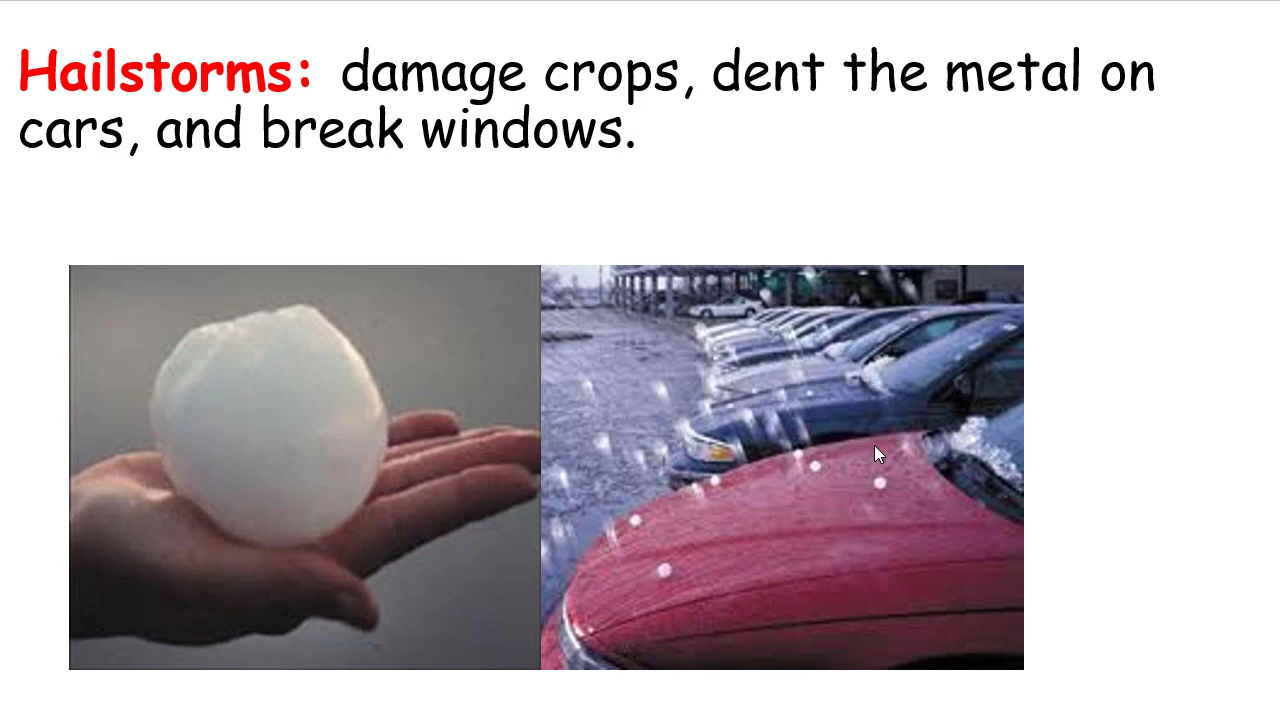 Hailstorms: damage crops, dent the metal on
cars, and break windows.